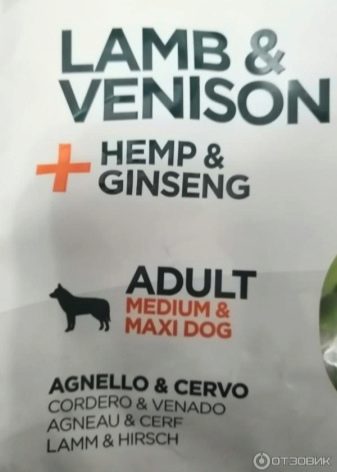 LAMB &
VENISON
+ HEMP &
GINSENG
ADULT
MEDIUM &
MAXI DOG
AGNELLO & CERVO
CORDERO & VENADO
AGNEAU & CERF
LAMM & HIRSCH
ОТЗОВИК